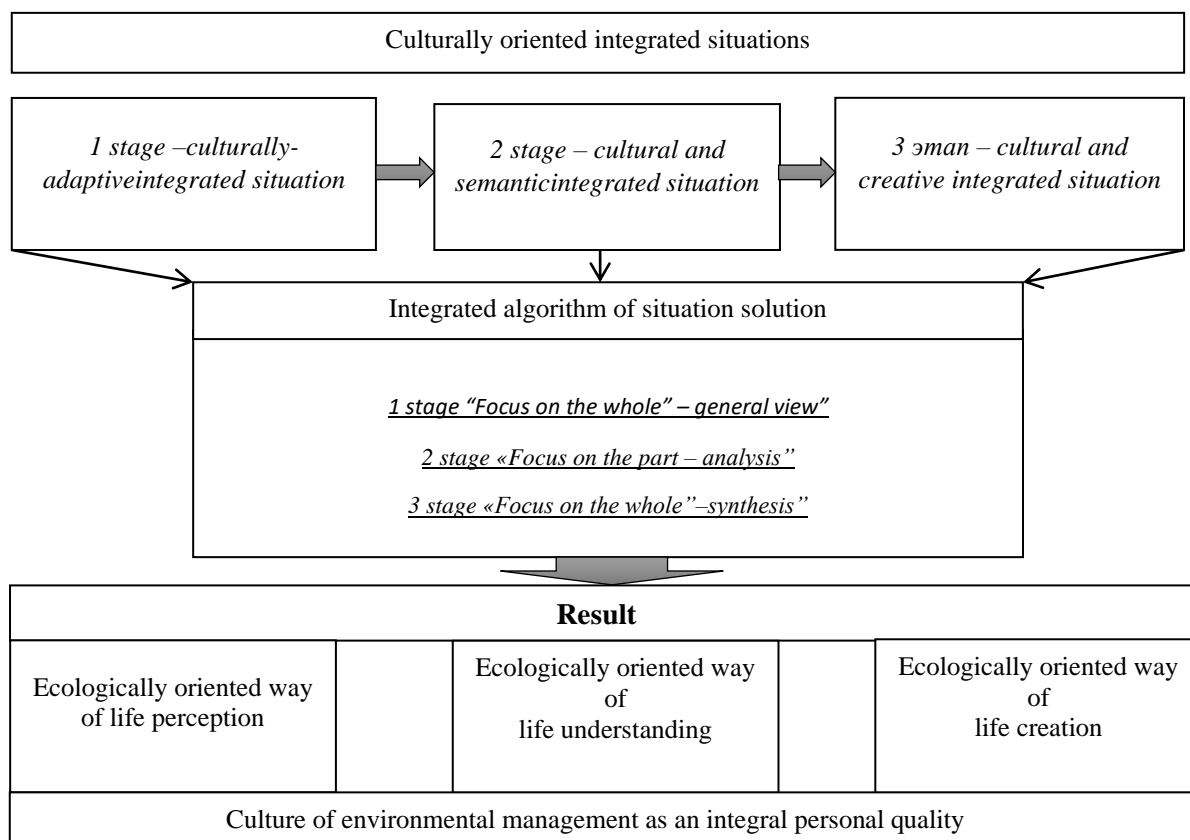 Culturally oriented integrated situations
1 stage –culturally-
adaptiveintegrated situation
2 stage – cultural and
semanticintegrated situation
3 этап – cultural and
creative integrated situation
Integrated algorithm of situation solution
1 stage “Focus on the whole” – general view”
2 stage «Focus on the part – analysis”
3 stage «Focus on the whole”–synthesis”
Result
Ecologically oriented way
of life perception
Ecologically oriented way
of
life understanding
Ecologically oriented way
of
life creation
Culture of environmental management as an integral personal quality